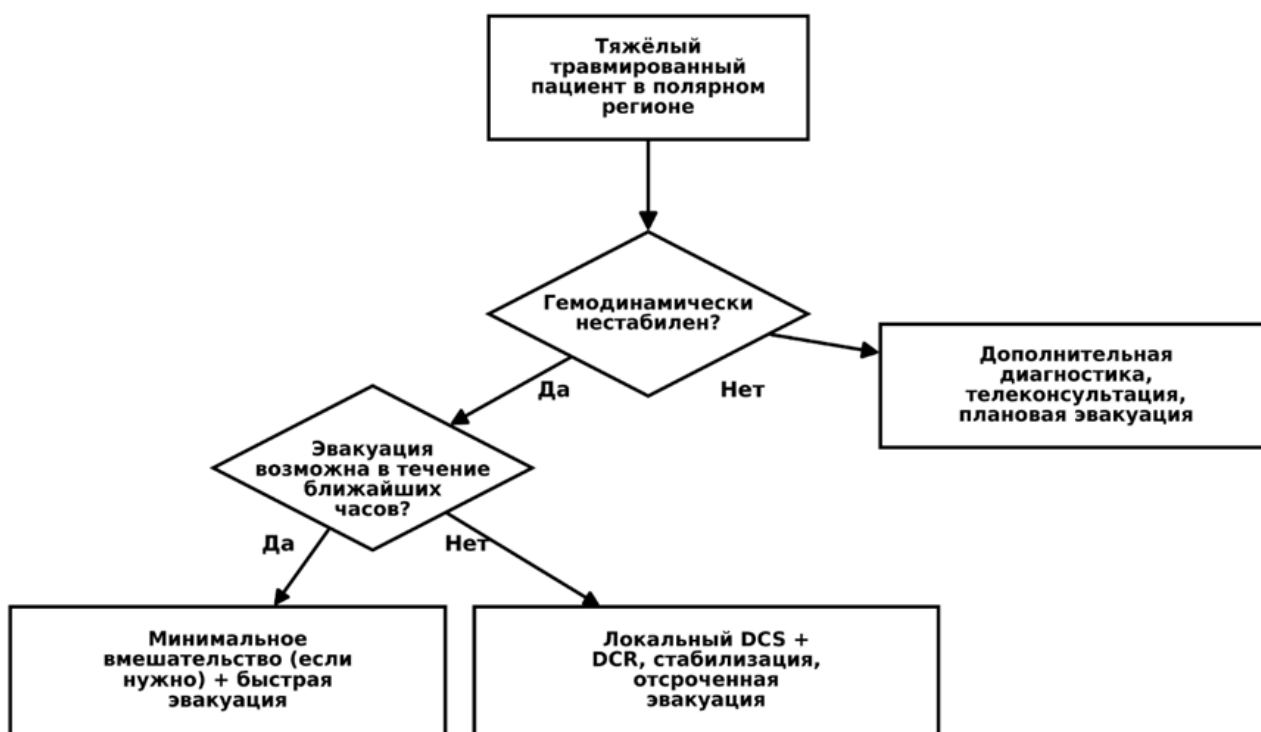 Тяжёлый
травмированный
пациент в полярном
регионе
Гемодинамически
нестабилен?
Да
Нет
Дополнительная
диагностика,
телеконсультация,
плановая эвакуация
Эвакуация
возможна в течение
ближайших
часов?
Да
Нет
Минимальное
вмешательство (если
нужно) + быстрая
эвакуация
Локальный DCS +
DCR, стабилизация,
отсроченная
эвакуация